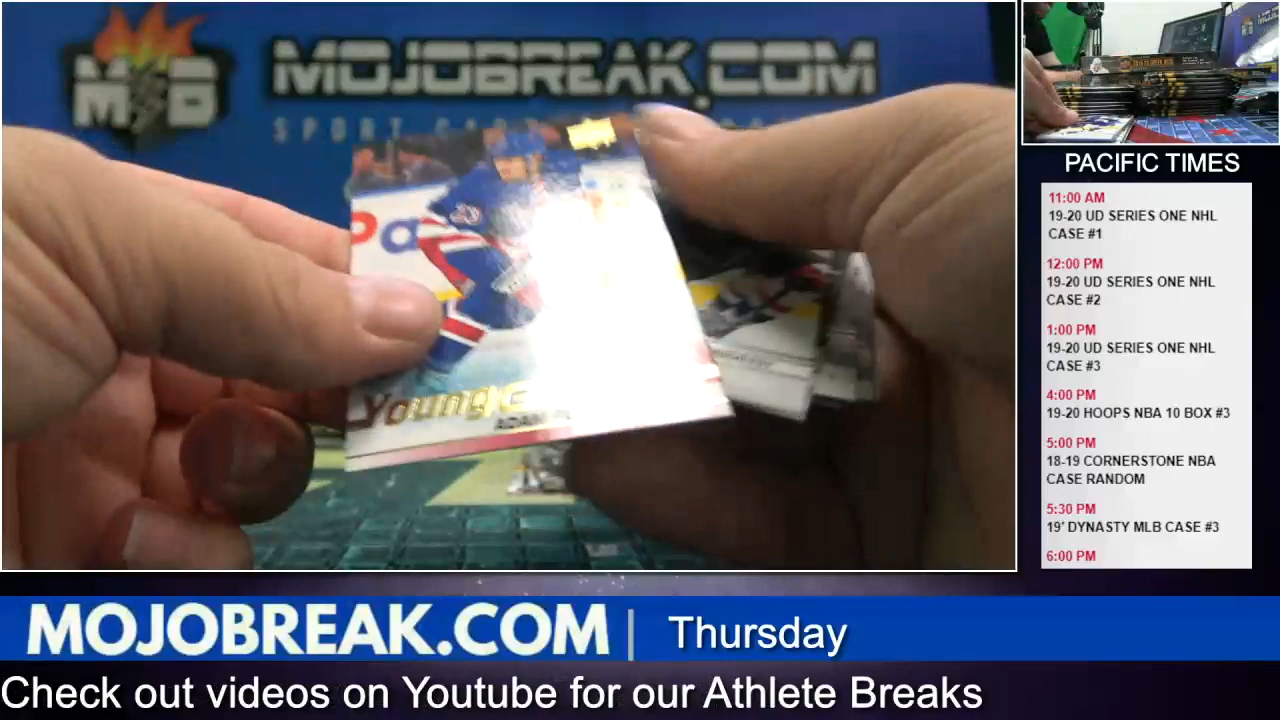 MB
MOJOBREAK.COM
Pa
Young
ADAM
PACIFIC TIMES
11:00 AM
19-20 UD SERIES ONE NHL
CASE #1
12:00 PM
19-20 UD SERIES ONE NHL
CASE #2
1:00 PM
19-20 UD SERIES ONE NHL
CASE #3
4:00 PM
19-20 HOOPS NBA 10 BOX #3
5:00 PM
18-19 CORNERSTONE NBA
CASE RANDOM
5:30 PM
19' DYNASTY MLB CASE #3
6:00 PM
MOJOBREAK.COM | Thursday
Check out videos on Youtube for our Athlete Breaks